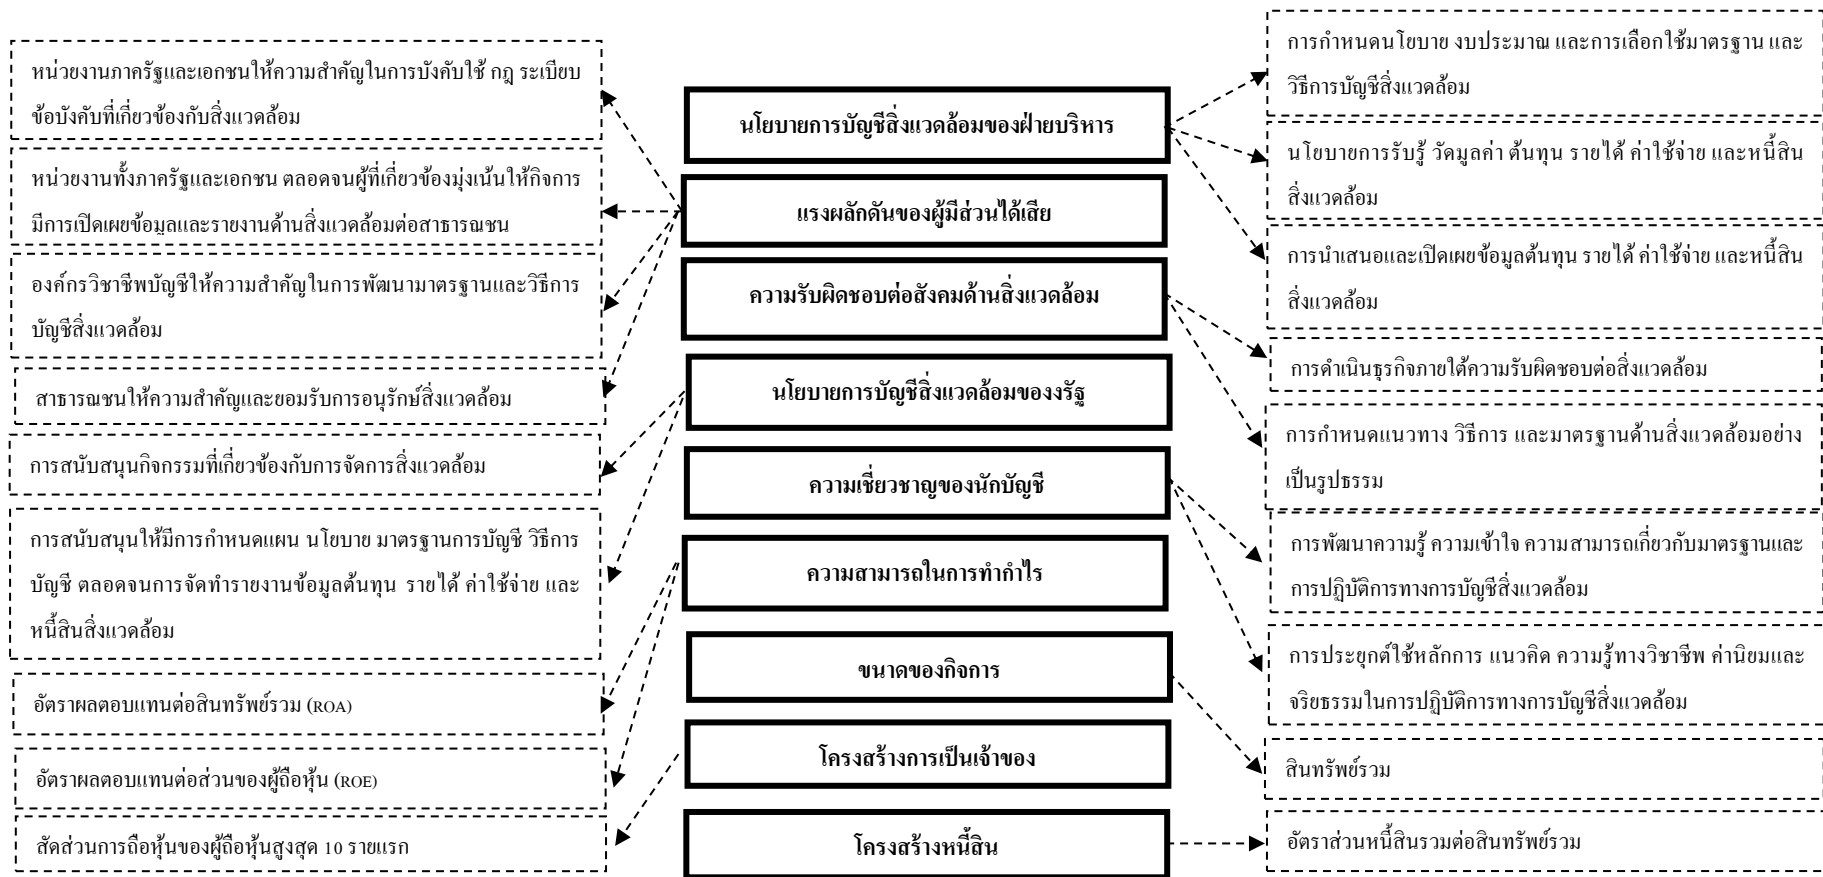 หน่วยงานภาครัฐและเอกชนให้ความสำคัญในการบังคับใช้ กฎ ระเบียบ
ข้อบังคับที่เกี่ยวข้องกับสิ่งแวดล้อม
หน่วยงานทั้งภาครัฐและเอกชน ตลอดจนผู้ที่เกี่ยวข้องมุ่งเน้นให้กิจการ
มีการเปิดเผยข้อมูลและรายงานด้านสิ่งแวดล้อมต่อสาธารณชน
องค์กรวิชาชีพบัญชีให้ความสำคัญในการพัฒนามาตรฐานและวิธีการ
บัญชีสิ่งแวดล้อม
สาธารณชนให้ความสำคัญและยอมรับการอนุรักษ์สิ่งแวดล้อม
การสนับสนุนกิจกรรมที่เกี่ยวข้องกับการจัดการสิ่งแวดล้อม
การสนับสนุนให้มีการกำหนดแผน นโยบาย มาตรฐานการบัญชี วิธีการ
บัญชี ตลอดจนการจัดทำรายงานข้อมูลต้นทุน รายได้ ค่าใช้จ่าย และ
หนี้สินสิ่งแวดล้อม
อัตราผลตอบแทนต่อสินทรัพย์รวม (ROA)
อัตราผลตอบแทนต่อส่วนของผู้ถือหุ้น (ROE)
สัดส่วนการถือหุ้นของผู้ถือหุ้นสูงสุด 10 รายแรก
นโยบายการบัญชีสิ่งแวดล้อมของฝ่ายบริหาร
แรงผลักดันของผู้มีส่วนได้เสีย
ความรับผิดชอบต่อสังคมด้านสิ่งแวดล้อม
นโยบายการบัญชีสิ่งแวดล้อมของงรัฐ
ความเชี่ยวชาญของนักบัญชี
ความสามารถในการทำกำไร
ขนาดของกิจการ
โครงสร้างการเป็นเจ้าของ
โครงสร้างหนี้สิน
การกำหนดนโยบาย งบประมาณ และการเลือกใช้มาตรฐาน และ
วิธีการบัญชีสิ่งแวดล้อม
นโยบายการรับรู้ วัดมูลค่า ต้นทุน รายได้ ค่าใช้จ่าย และหนี้สิน
สิ่งแวดล้อม
การนำเสนอและเปิดเผยข้อมูลต้นทุน รายได้ ค่าใช้จ่าย และหนี้สิน
สิ่งแวดล้อม
การดำเนินธุรกิจภายใต้ความรับผิดชอบต่อสิ่งแวดล้อม
การกำหนดแนวทาง วิธีการ และมาตรฐานด้านสิ่งแวดล้อมอย่าง
เป็นรูปธรรม
การพัฒนาความรู้ ความเข้าใจ ความสามารถเกี่ยวกับมาตรฐานและ
การปฏิบัติการทางการบัญชีสิ่งแวดล้อม
การประยุกต์ใช้หลักการ แนวคิด ความรู้ทางวิชาชีพ ค่านิยมและ
จริยธรรมในการปฏิบัติการทางการบัญชีสิ่งแวดล้อม
สินทรัพย์รวม
อัตราส่วนหนี้สินรวมต่อสินทรัพย์รวม